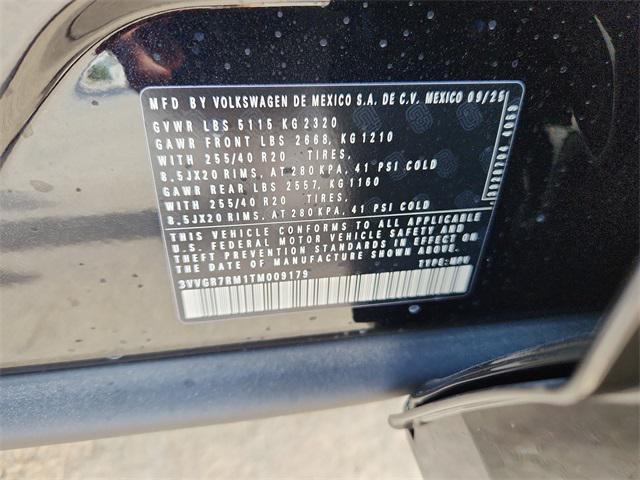 MFD BY VOLKSWAGEN DE MEXICO S.A. DE C.V. MEXICO 09/25
GVWR LBS 5115 KG 2320
GAWR FRONT LBS 2668, KG 1210
WITH 255/40 R20 TIRES,
8.5JX20 RIMS, AT 280 KPA, 41 PSI COLD
GAWR REAR LBS 2557, KG 1160
WITH 255/40 R20 TIRES,
8.5JX20 RIMS, AT 280 KPA, 41 PSI COLD
THIS VEHICLE CONFORMS TO ALL APPLICABLE
U.S. FEDERAL MOTOR VEHICLE SAFETY AND
THEFT PREVENTION STANDARDS IN EFFECT ON
THE DATE OF MANUFACTURE SHOWN ABOVE.
TYPE: MPV
3VVGR7RM1TM009179